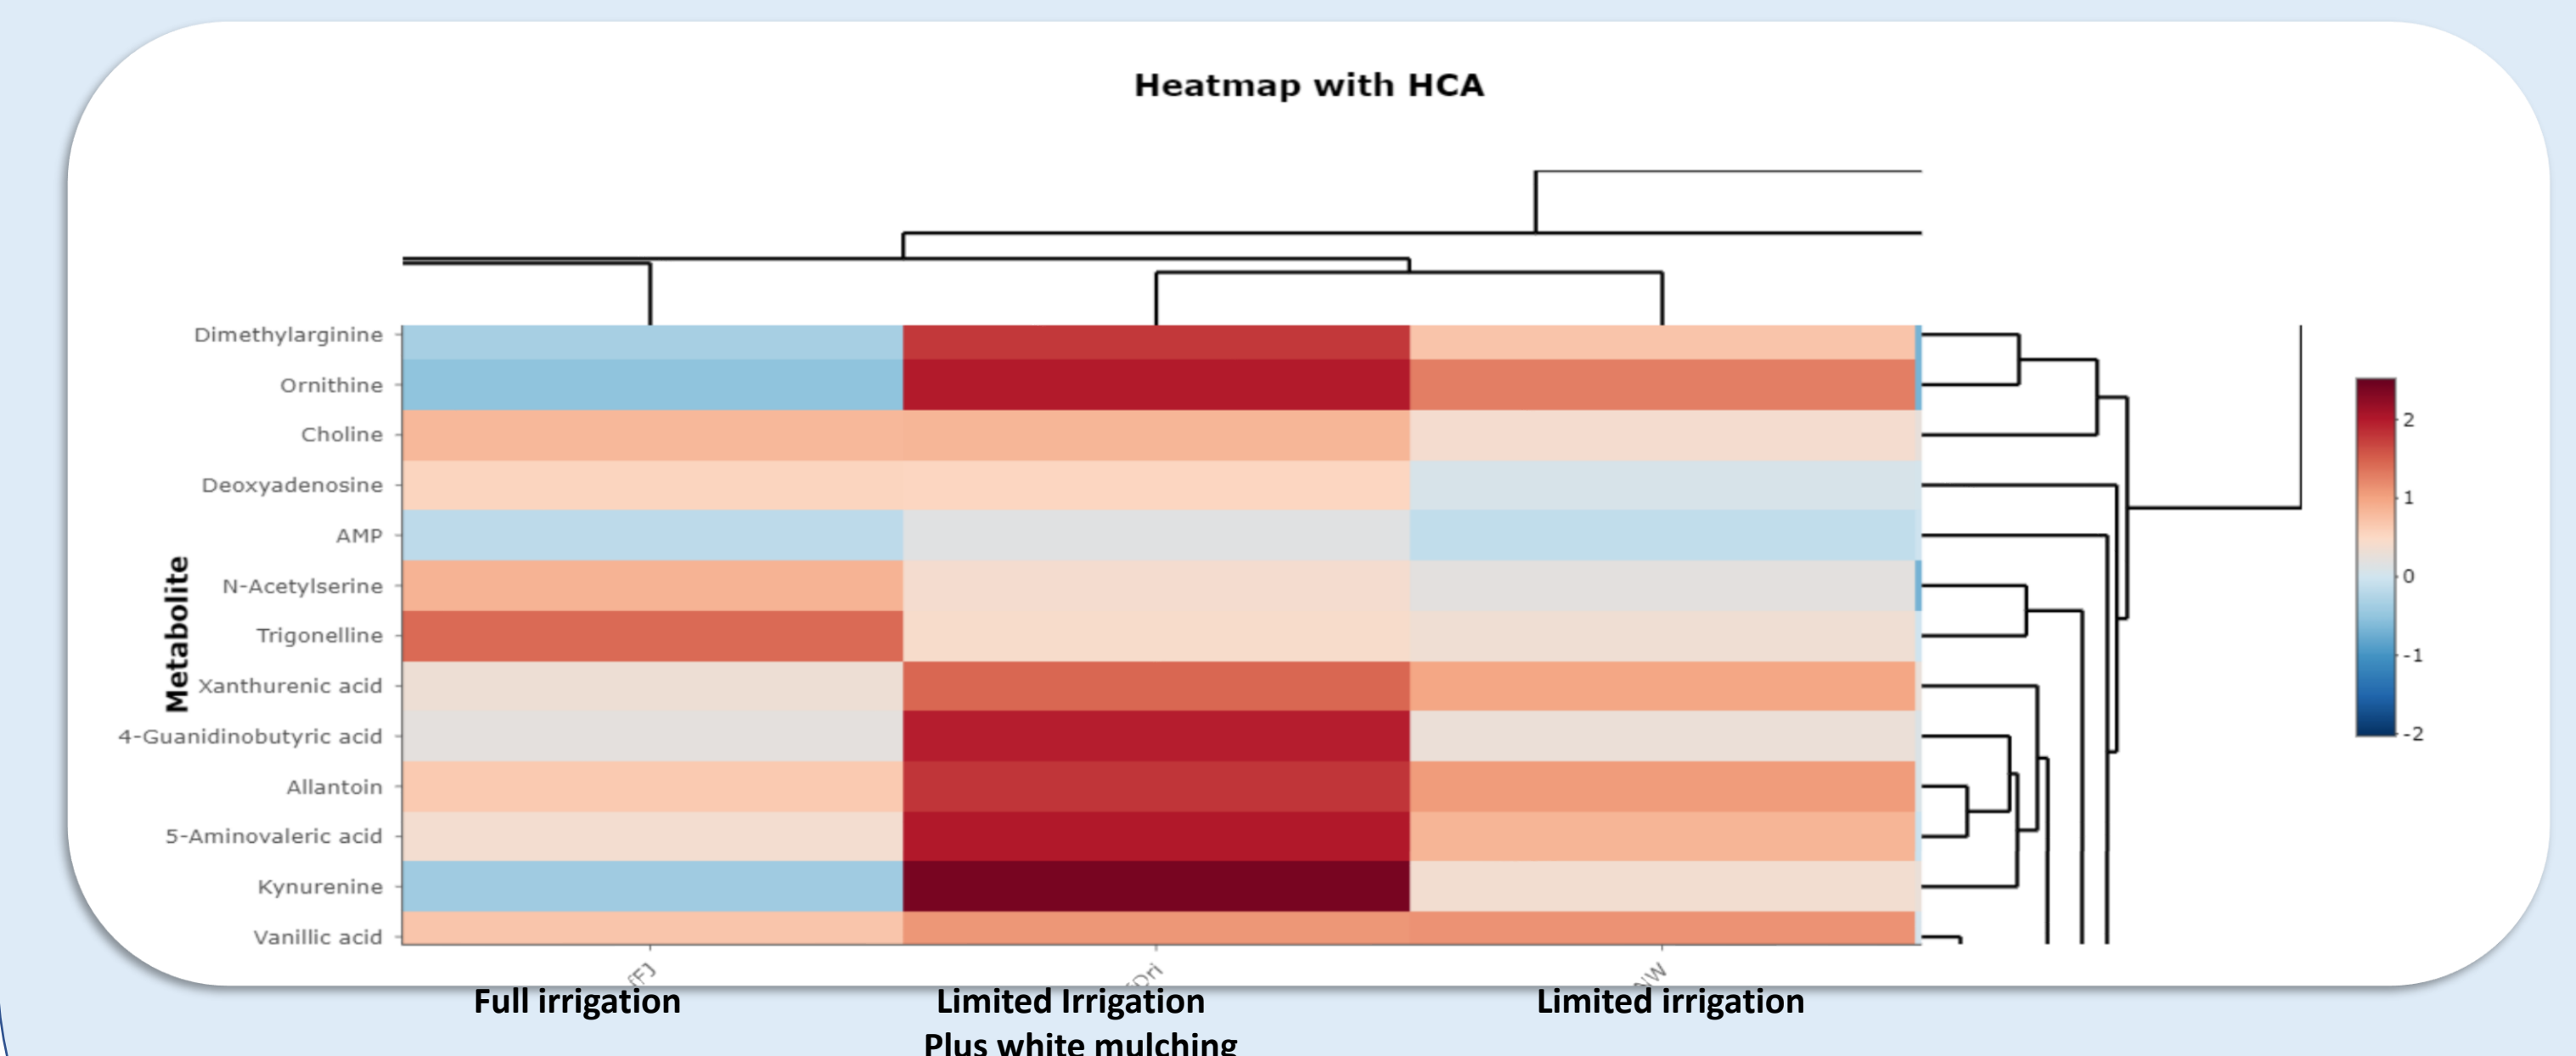 Heatmap with HCA
Metabolite
Dimethylarginine
Ornithine
Choline
Deoxyadenosine
AMP
N-Acetylserine
Trigonelline
Xanthurenic acid
4-Guanidinobutyric acid
Allantoin
5-Aminovaleric acid
Kynurenine
Vanillic acid
2
1
0
-1
-2
Full irrigation
Limited Irrigation
Plus white mulching
Limited irrigation